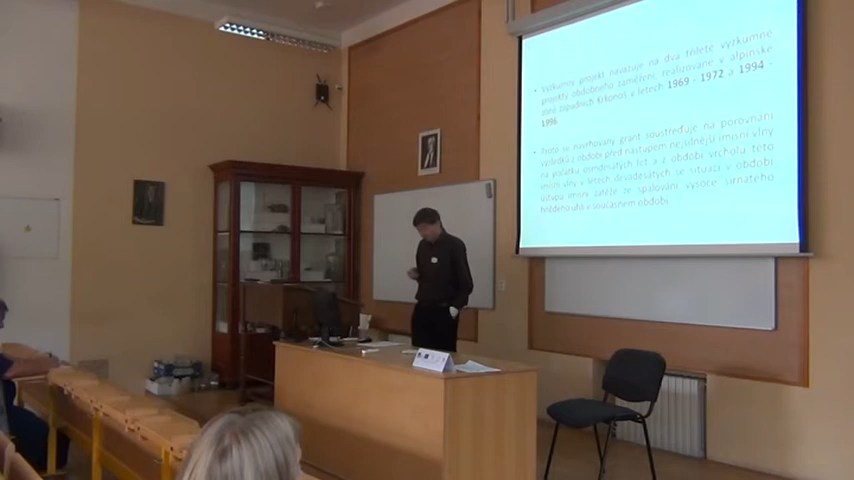 Výzkumný projekt navazuje na dva tříleté výzkumné
projekty obdobného zaměření, realizované v alpínské
zóně západních Krkonoš v letech 1969 - 1972 a 1994 -
1996
Proto se navrhovaný grant soustřeďuje na porovnání
výsledků z období před nástupem nejsilnější imisní vlny
na počátku osmdesátých let, a z období vrcholu této
imisní vlny v letech devadesátých se situací v období
ústupu imisní zátěže ze spalování vysoce sirnatého
hnědého uhlí v současném období.